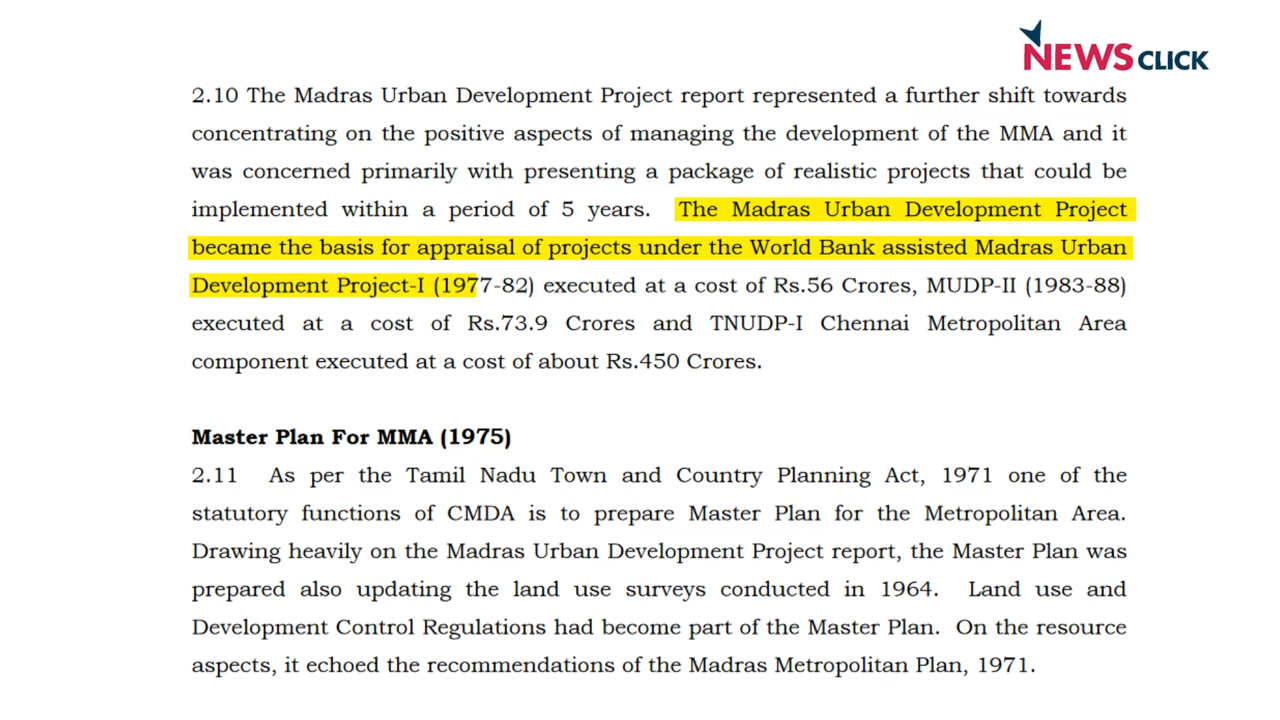 NEWSCLICK
2.10 The Madras Urban Development Project report represented a further shift towards
concentrating on the positive aspects of managing the development of the MMA and it
was concerned primarily with presenting a package of realistic projects that could be
implemented within a period of 5 years. The Madras Urban Development Project
became the basis for appraisal of projects under the World Bank assisted Madras Urban
Development Project-I (1977-82) executed at a cost of Rs.56 Crores, MUDP-II (1983-88)
executed at a cost of Rs.73.9 Crores and TNUDP-I Chennai Metropolitan Area
component executed at a cost of about Rs.450 Crores.
Master Plan For MMA (1975)
2.11 As per the Tamil Nadu Town and Country Planning Act, 1971 one of the
statutory functions of CMDA is to prepare Master Plan for the Metropolitan Area.
Drawing heavily on the Madras Urban Development Project report, the Master Plan was
prepared also updating the land use surveys conducted in 1964. Land use and
Development Control Regulations had become part of the Master Plan. On the resource
aspects, it echoed the recommendations of the Madras Metropolitan Plan, 1971.